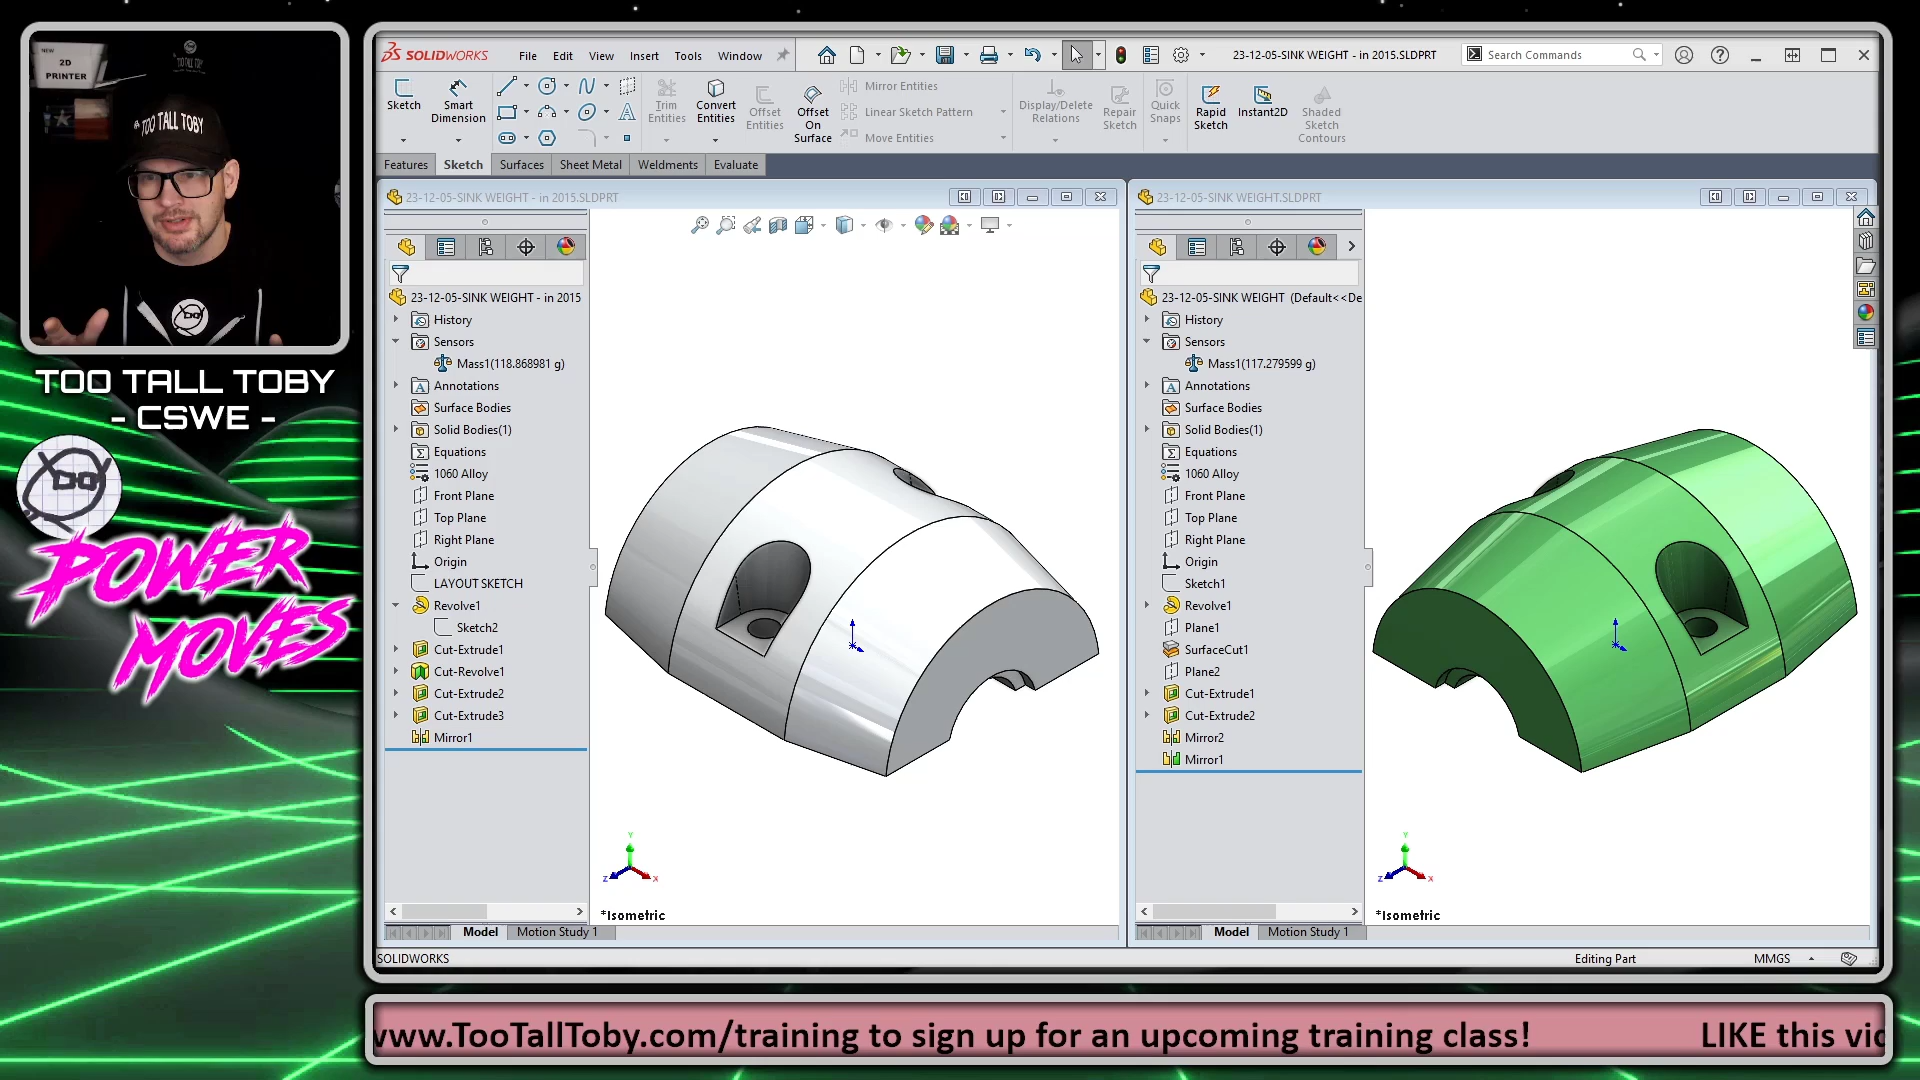 NEW
2D
PRINTER
TOO TALL TOBY
TOO TALL TOBY
- CSWE -
POWER
MOVES
SOLIDWORKS
File
Edit
View
Insert
Tools
Window
23-12-05-SINK WEIGHT - in 2015.SLDPRT
Search Commands
Sketch
Smart Dimension
Trim Entities
Convert Entities
Offset Entities
Offset On Surface
Mirror Entities
Linear Sketch Pattern
Move Entities
Display/Delete Relations
Repair Sketch
Quick Snaps
Rapid Sketch
Instant2D
Shaded Sketch Contours
Features
Sketch
Surfaces
Sheet Metal
Weldments
Evaluate
23-12-05-SINK WEIGHT - in 2015.SLDPRT
23-12-05-SINK WEIGHT - in 2015
History
Sensors
Mass1(118.868981 g)
Annotations
Surface Bodies
Solid Bodies(1)
Equations
1060 Alloy
Front Plane
Top Plane
Right Plane
Origin
LAYOUT SKETCH
Revolve1
Sketch2
Cut-Extrude1
Cut-Revolve1
Cut-Extrude2
Cut-Extrude3
Mirror1
Y
Z
X
*Isometric
Model
Motion Study 1
23-12-05-SINK WEIGHT.SLDPRT
23-12-05-SINK WEIGHT (Default<<De
History
Sensors
Mass1(117.279599 g)
Annotations
Surface Bodies
Solid Bodies(1)
Equations
1060 Alloy
Front Plane
Top Plane
Right Plane
Origin
Sketch1
Revolve1
Plane1
SurfaceCut1
Plane2
Cut-Extrude1
Cut-Extrude2
Mirror2
Mirror1
Y
Z
X
*Isometric
Model
Motion Study 1
SOLIDWORKS
Editing Part
MMGS
www.TooTallToby.com/training to sign up for an upcoming training class!
LIKE this vid